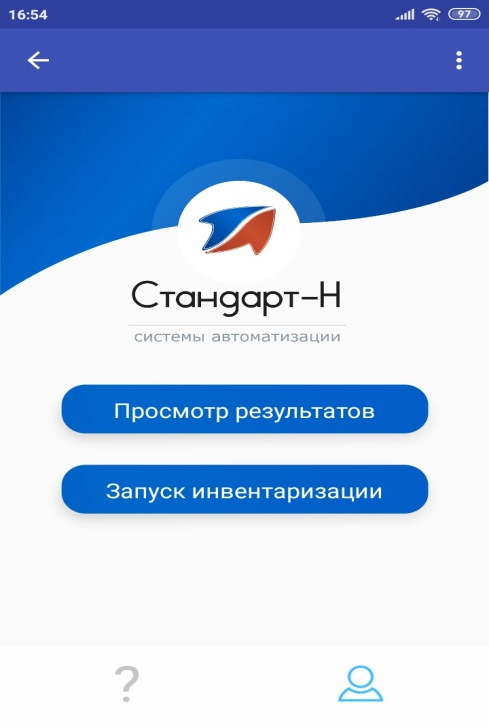 16:54
97
Стандарт-Н
системы автоматизации
Просмотр результатов
Запуск инвентаризации
?